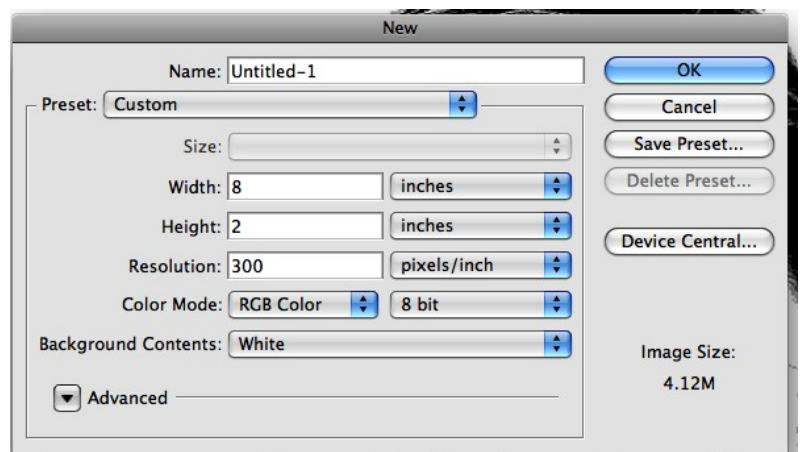 New
Name: Untitled-1
OK
Preset: Custom
Cancel
Size:
Save Preset...
Width: 8 inches
Delete Preset...
Height: 2 inches
Device Central...
Resolution: 300 pixels/inch
Color Mode: RGB Color 8 bit
Background Contents: White
Image Size:
4.12M
Advanced